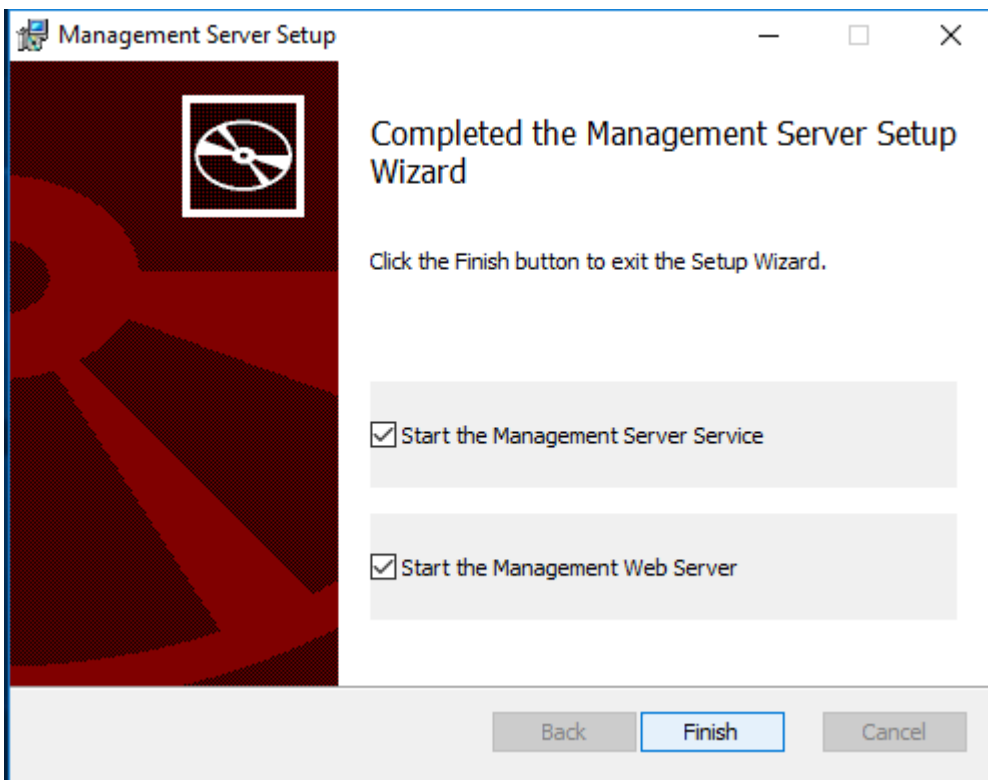 Management Server Setup
Completed the Management Server Setup
Wizard
Click the Finish button to exit the Setup Wizard.
Start the Management Server Service
Start the Management Web Server
Back
Finish
Cancel